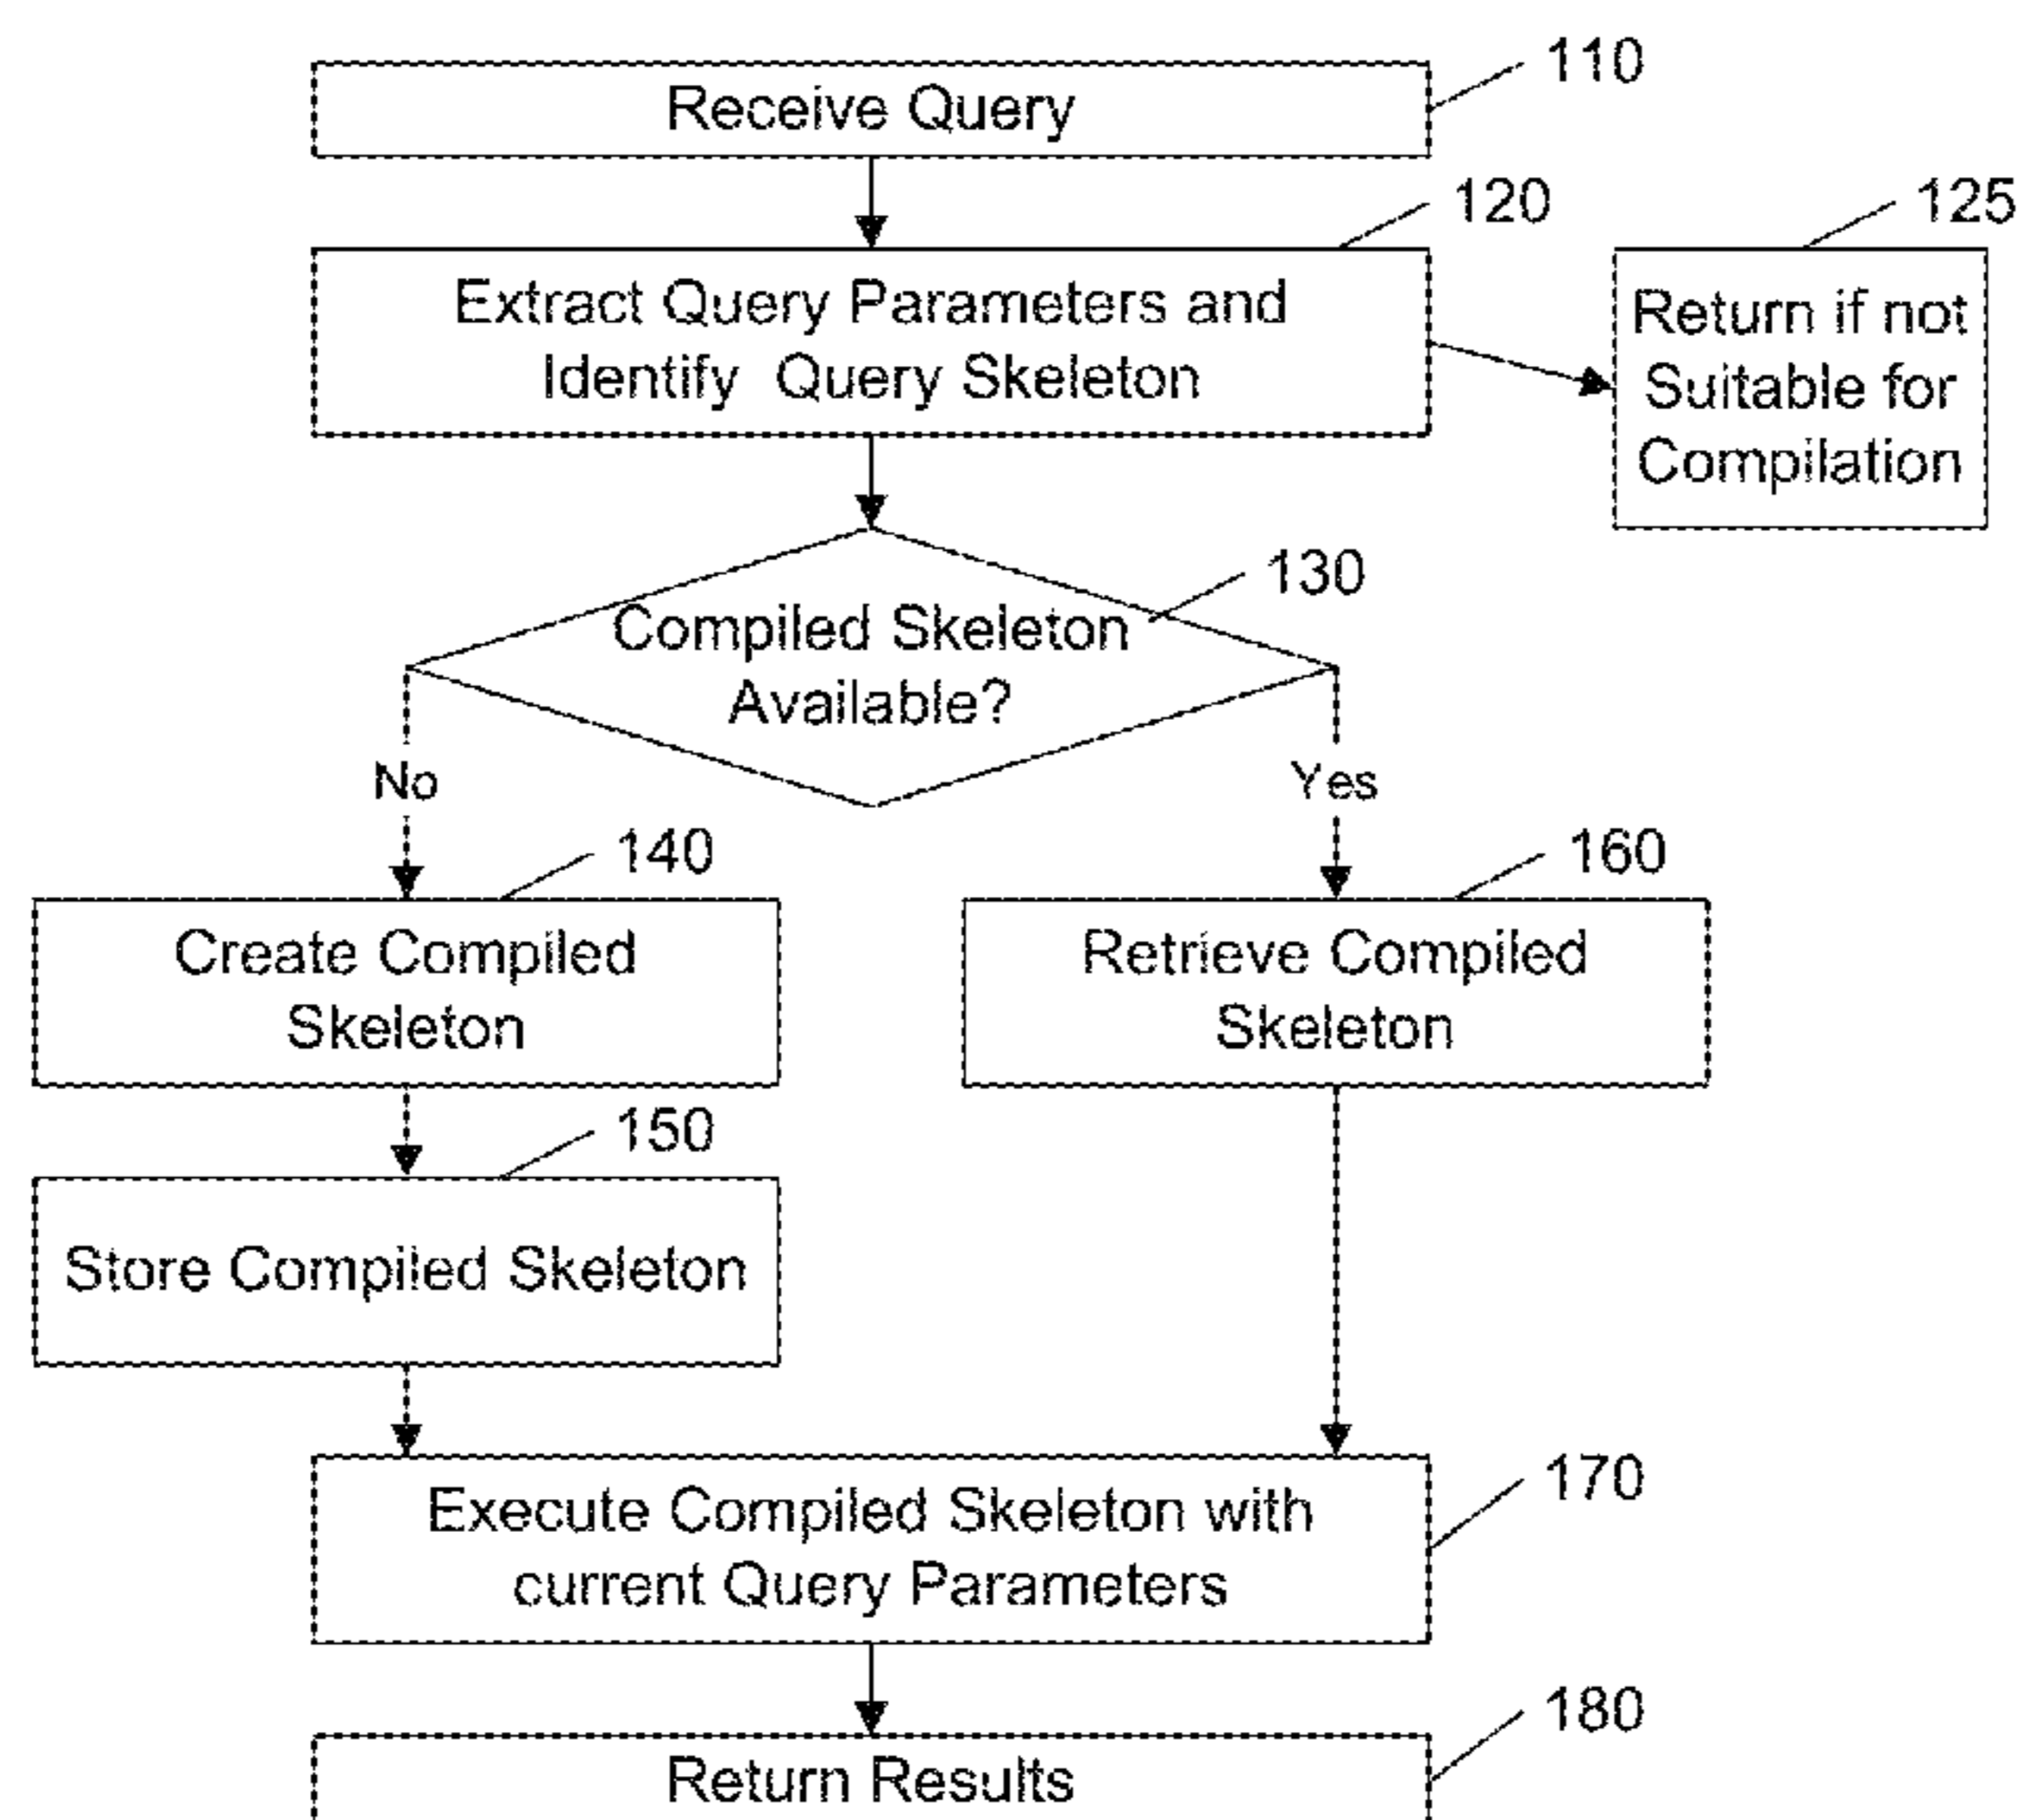 110
Receive Query
120
125
Extract Query Parameters and
Identify Query Skeleton
Return if not
Suitable for
Compilation
130
Compiled Skeleton
Available?
No
Yes
140
160
Create Compiled
Skeleton
Retrieve Compiled
Skeleton
150
Store Compiled Skeleton
170
Execute Compiled Skeleton with
current Query Parameters
180
Return Results